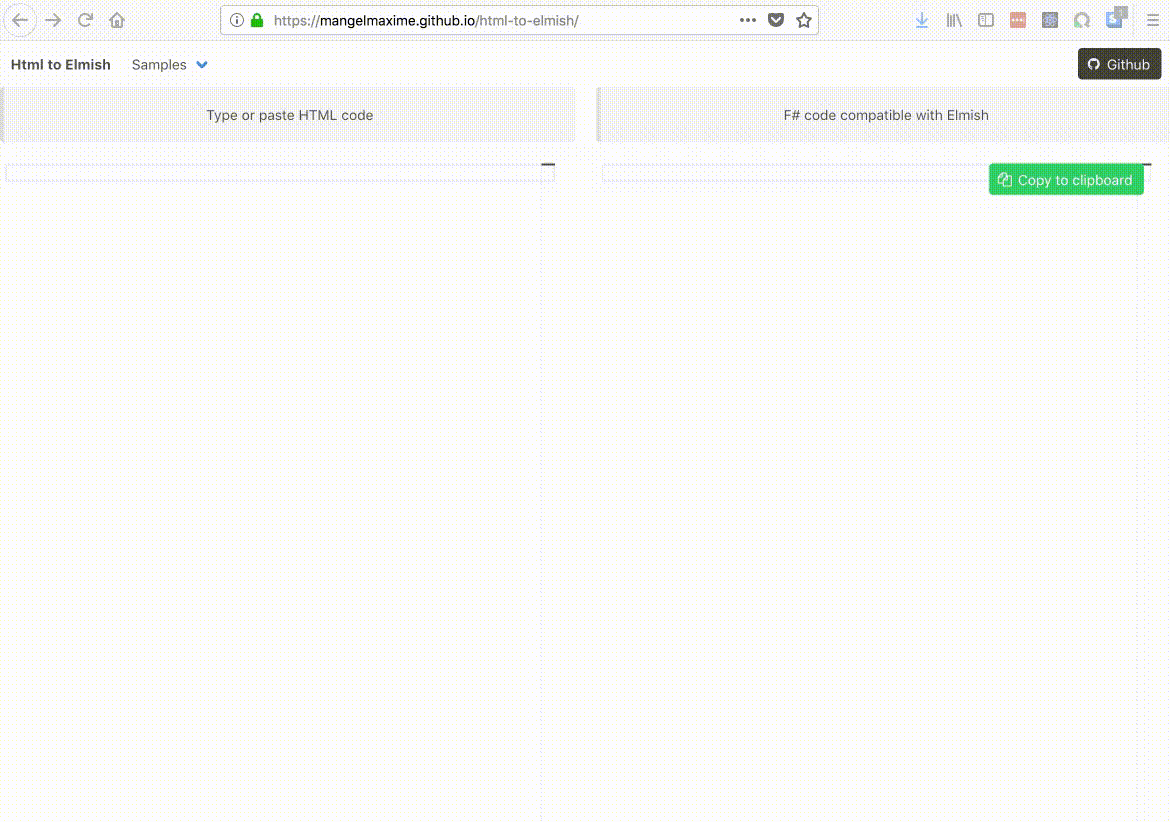 https://mangelmaxime.github.io/html-to-elmish/
Html to Elmish Samples Github
Type or paste HTML code F# code compatible with Elmish
Copy to clipboard